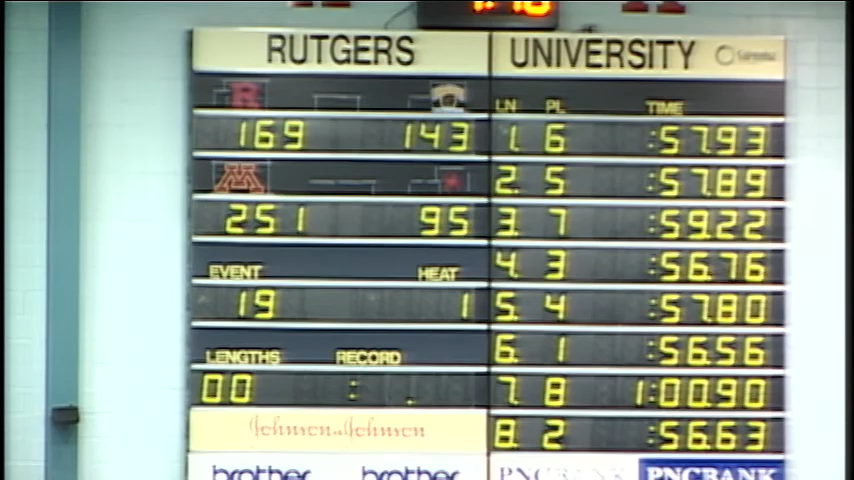 RUTGERS UNIVERSITY
LN PL TIME
169 143
1. 6 :57.93
2. 5 :57.89
251 95
3. 7 :59.22
EVENT HEAT
4. 3 :56.76
19 1
5. 4 :57.80
LENGTHS RECORD
6. 1 :56.56
00 : .
7. 8 1:00.90
Johnson & Johnson
8. 2 :56.63
brother brother PNCBANK PNCBANK